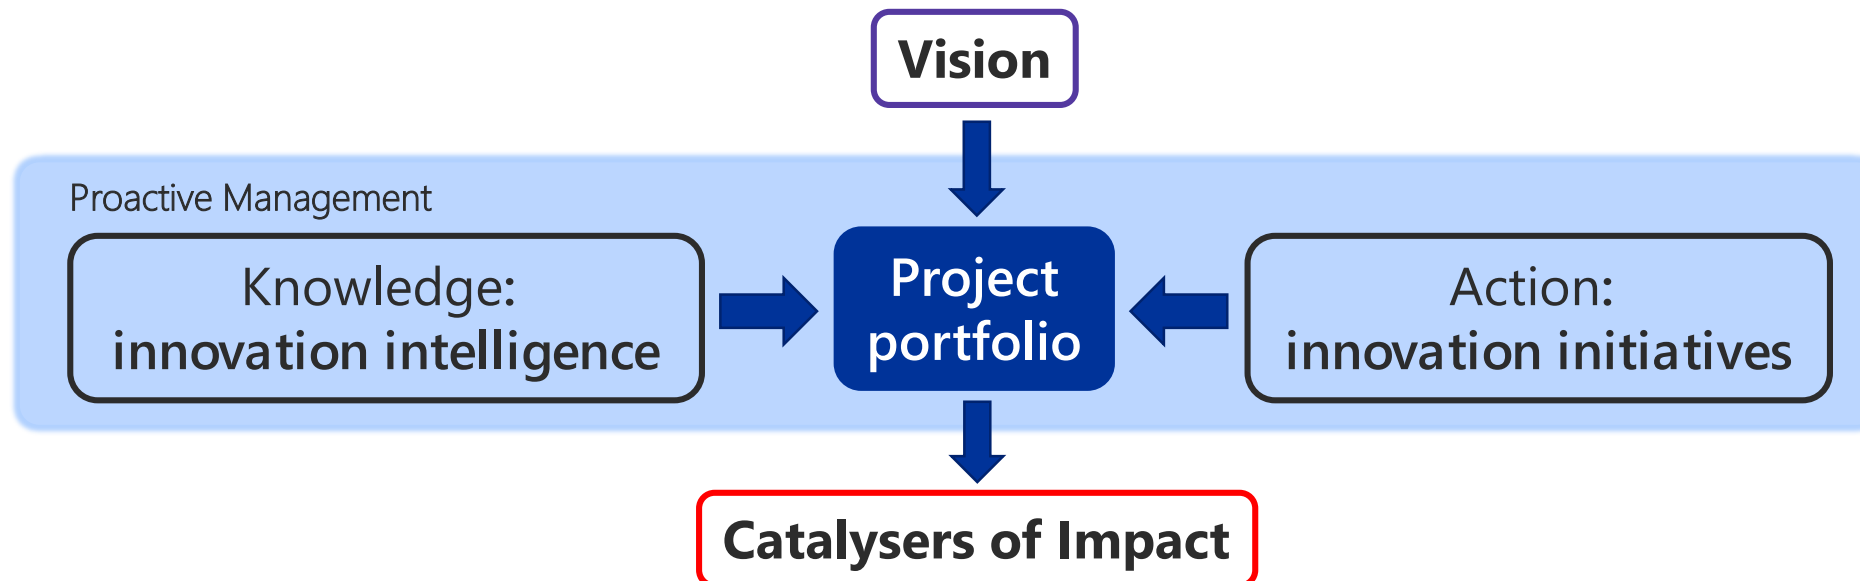 Vision
Proactive Management
Knowledge:
innovation intelligence
Project
portfolio
Action:
innovation initiatives
Catalysers of Impact